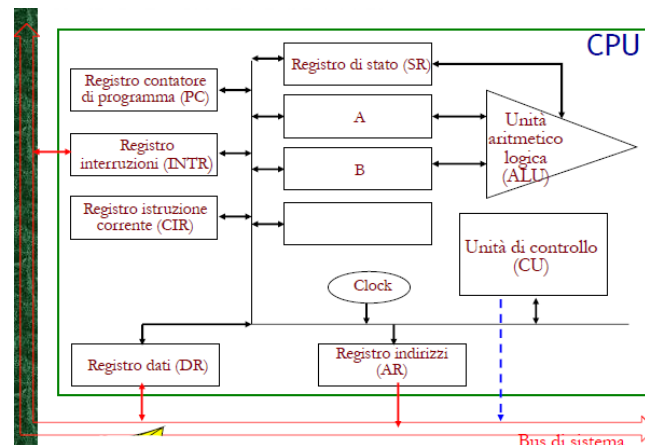 CPU
Registro di stato (SR)
Registro contatore
di programma (PC)
A
Unità
aritmetico
logica
(ALU)
Registro
interruzioni (INTR)
B
Registro istruzione
corrente (CIR)
Unità di controllo
(CU)
Clock
Registro dati (DR)
Registro indirizzi
(AR)
Bus di sistema